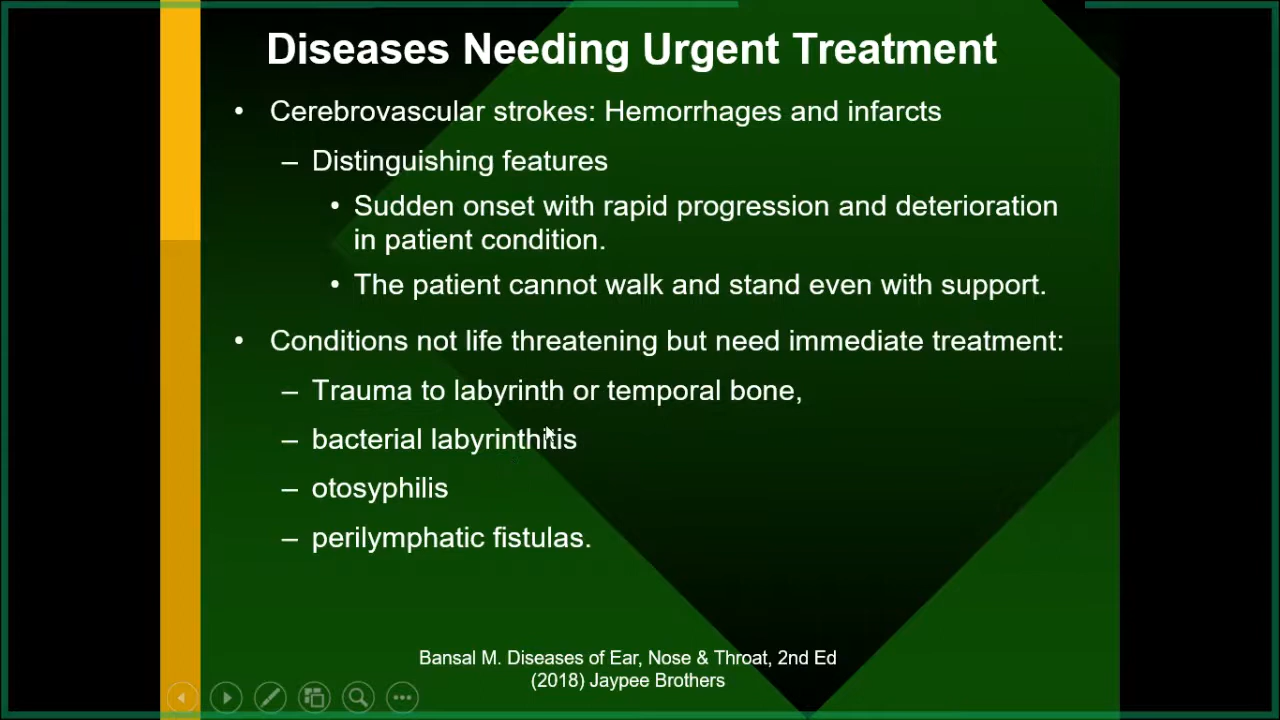 Diseases Needing Urgent Treatment
• Cerebrovascular strokes: Hemorrhages and infarcts
– Distinguishing features
• Sudden onset with rapid progression and deterioration
in patient condition.
• The patient cannot walk and stand even with support.
• Conditions not life threatening but need immediate treatment:
– Trauma to labyrinth or temporal bone,
– bacterial labyrinthitis
– otosyphilis
– perilymphatic fistulas.
Bansal M. Diseases of Ear, Nose & Throat, 2nd Ed
(2018) Jaypee Brothers